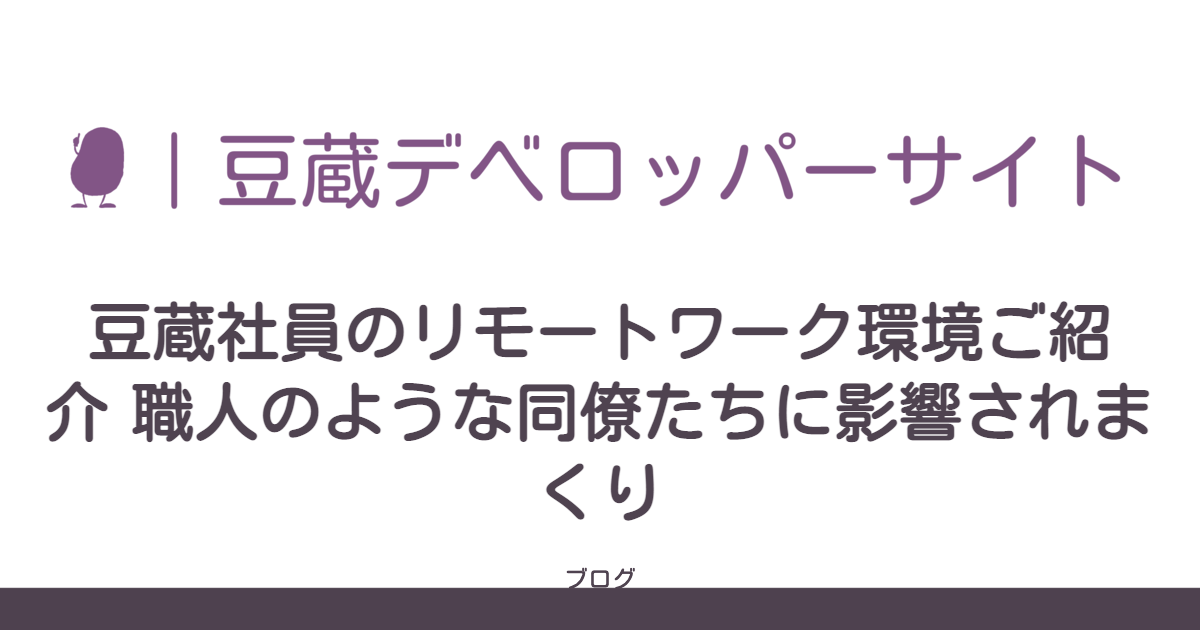 ｜豆蔵デベロッパーサイト
豆蔵社員のリモートワーク環境ご紹
介 職人のような同僚たちに影響されま
くり
ブログ